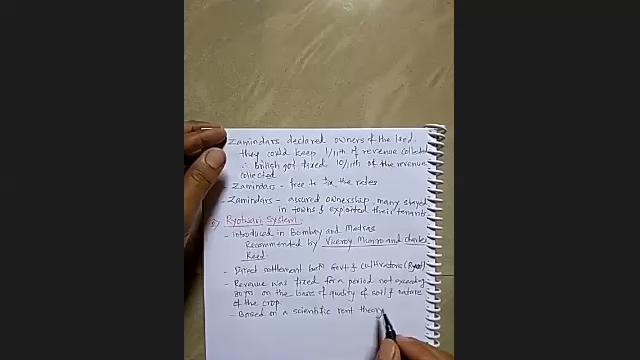 Zamindars declared owners of the land.
they could keep 1/11th of revenue collected
∴ British got fixed 10/11th of the revenue
collected
- Zamindars - free to fix the rates
- Zamindars - assured ownership, many stayed
in towns & exploited their tenants
Ryotwari System.
- Introduced in Bombay and Madras
Recommended by Viceroy Munro and Charles
Reed.
- Direct settlement betn Govt & Cultivators (Ryot)
- Revenue was fixed for a period not exceeding
30 yrs on the basis of quality of soil & nature
of the crop.
- Based on a scientific rent theory